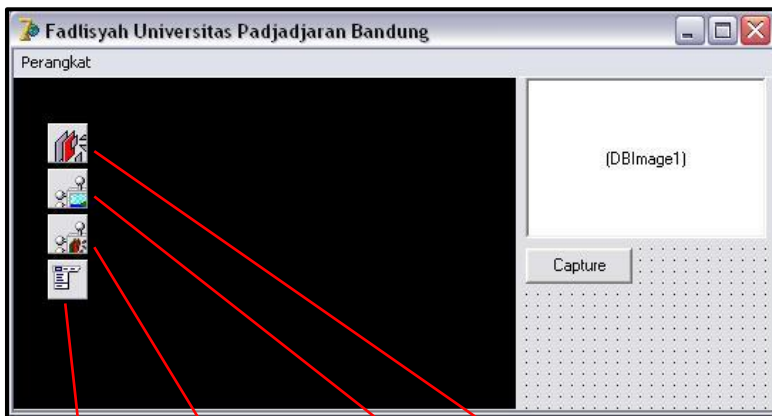 Fadlisyah Universitas Padjadjaran Bandung
Perangkat
(DBImage1)
Capture